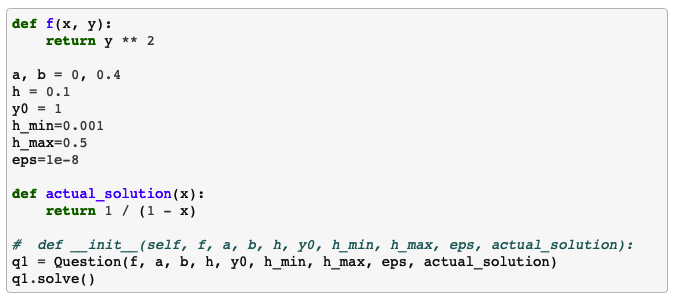 def f(x, y):
    return y ** 2

a, b = 0, 0.4
h = 0.1
y0 = 1
h_min=0.001
h_max=0.5
eps=1e-8

def actual_solution(x):
    return 1 / (1 - x)

#  def __init__(self, f, a, b, h, y0, h_min, h_max, eps, actual_solution):
q1 = Question(f, a, b, h, y0, h_min, h_max, eps, actual_solution)
q1.solve()